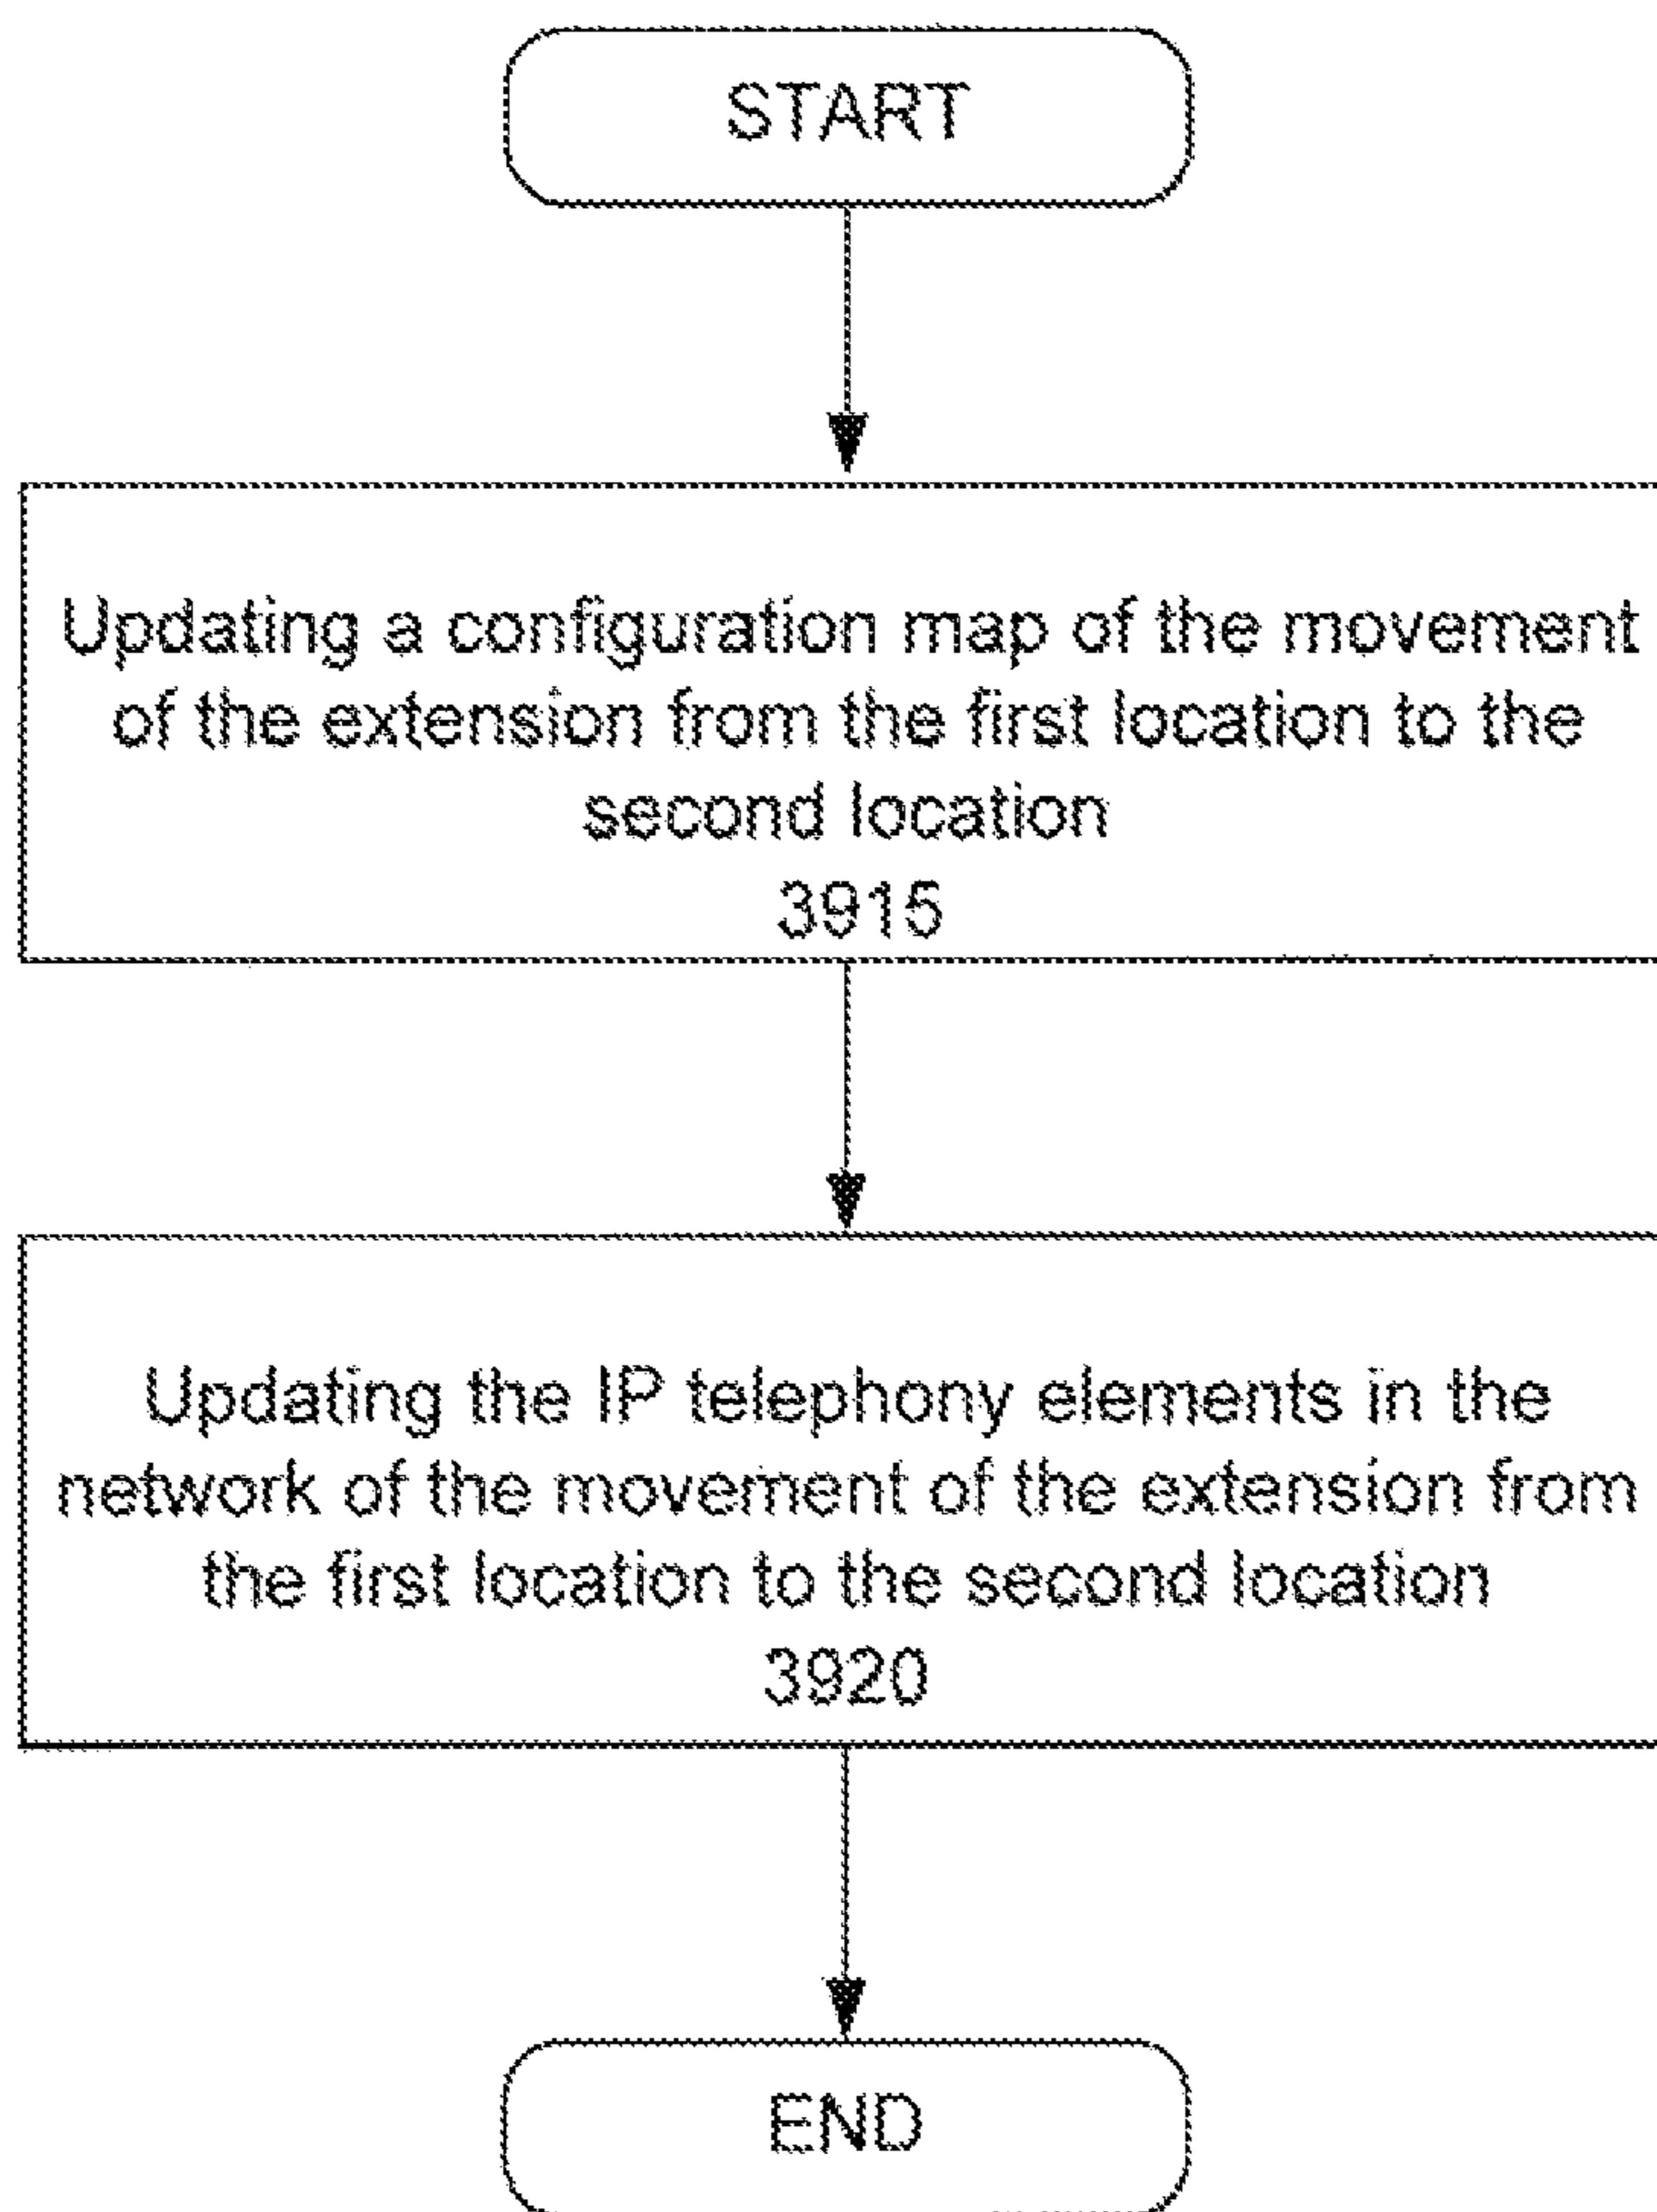 START
Updating a configuration map of the movement
of the extension from the first location to the
second location
3915
Updating the IP telephony elements in the
network of the movement of the extension from
the first location to the second location
3920
END